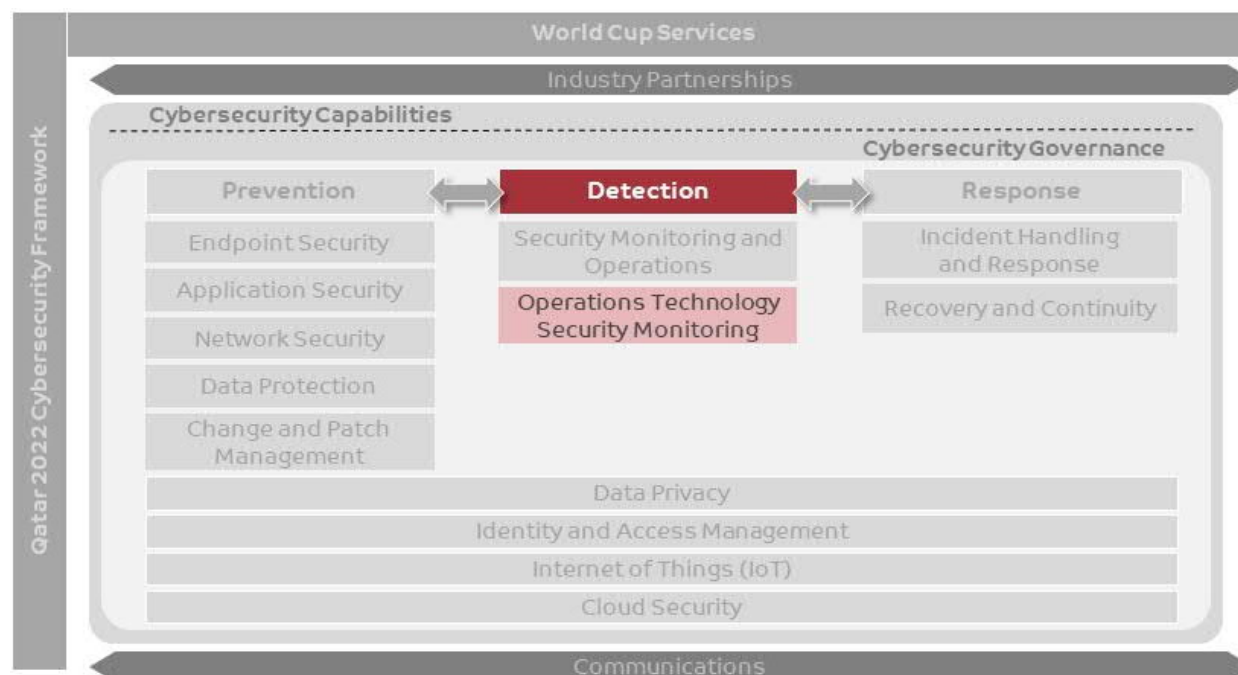 World Cup Services
Industry Partnerships
Qatar 2022 Cybersecurity Framework
Cybersecurity Capabilities
Cybersecurity Governance
Prevention
Detection
Response
Endpoint Security
Application Security
Network Security
Data Protection
Change and Patch
Management
Security Monitoring and
Operations
Operations Technology
Security Monitoring
Incident Handling
and Response
Recovery and Continuity
Data Privacy
Identity and Access Management
Internet of Things (IoT)
Cloud Security
Communications